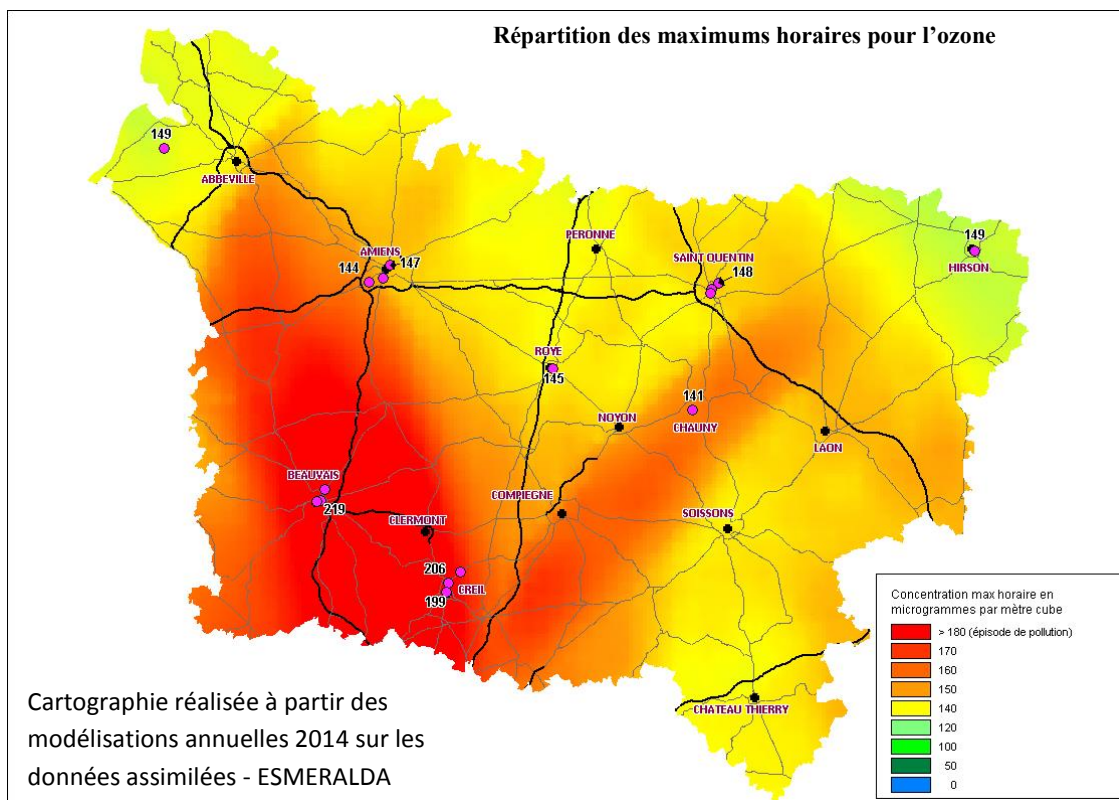 Répartition des maximums horaires pour l'ozone
149
ABBEVILLE
AMIENS
144
147
PERONNE
SAINT QUENTIN
148
149
HIRSON
ROYE
145
141
CHAUNY
NOYON
LAON
BEAUVAIS
219
COMPIEGNE
CLERMONT
SOISSONS
206
CREIL
199
CHATEAU THIERRY
Concentration max horaire en
microgrammes par mètre cube
> 180 (épisode de pollution)
170
160
150
140
120
100
50
0
Cartographie réalisée à partir des
modélisations annuelles 2014 sur les
données assimilées - ESMERALDA